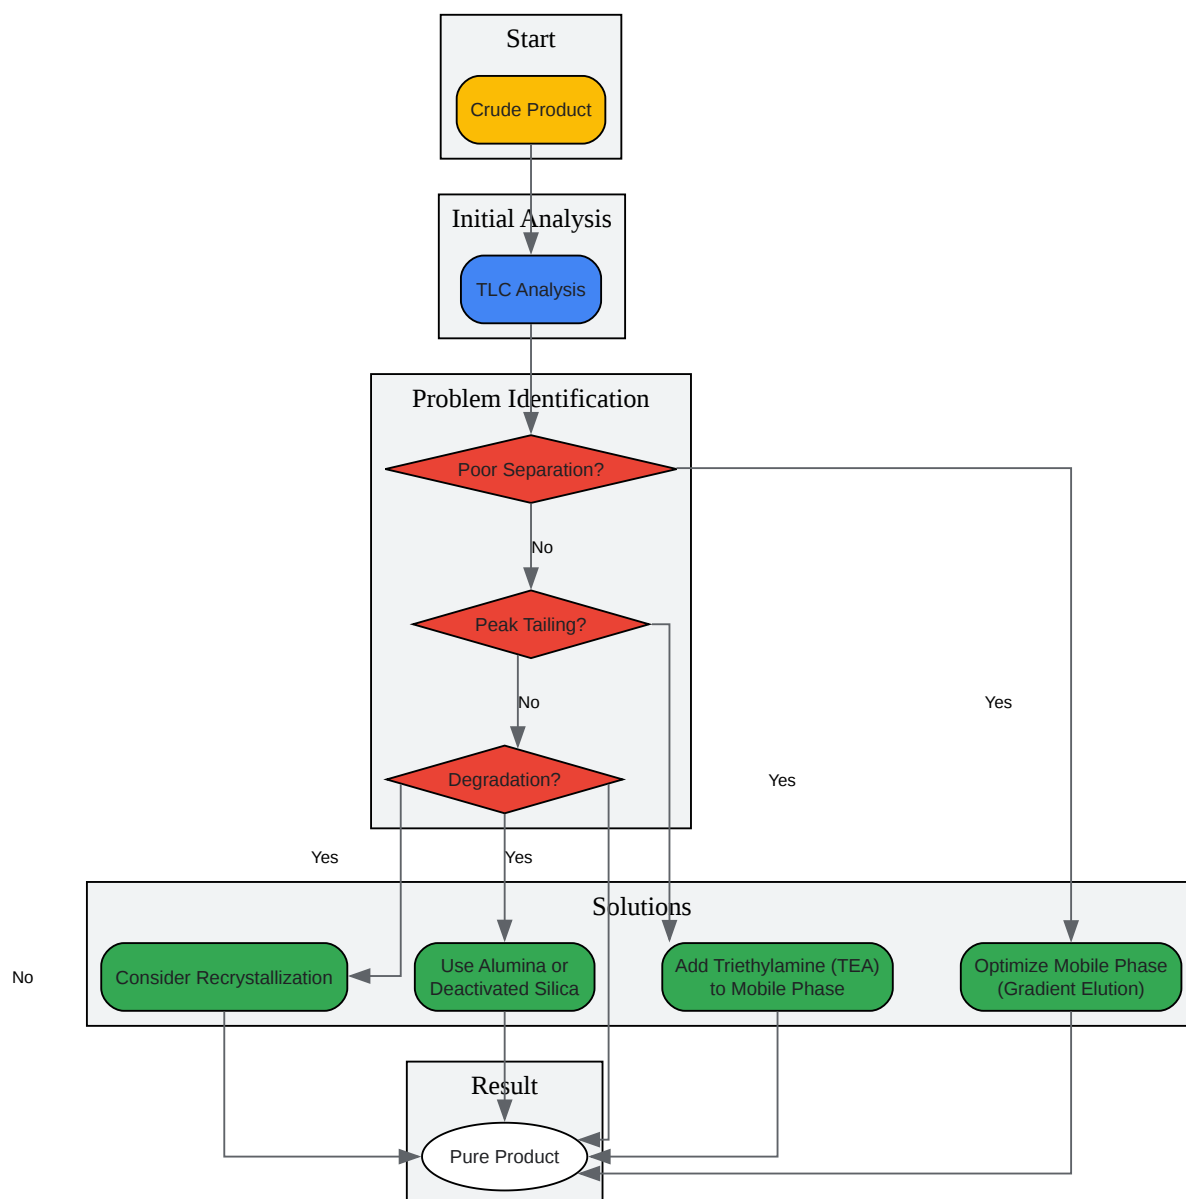 Start
Crude Product
Initial Analysis
TLC Analysis
Problem Identification
Poor Separation?
No
Peak Tailing?
No
Yes
Degradation?
Yes
Yes
Yes
Solutions
Consider Recrystallization
Use Alumina or
Deactivated Silica
Add Triethylamine (TEA)
to Mobile Phase
Optimize Mobile Phase
(Gradient Elution)
No
Result
Pure Product